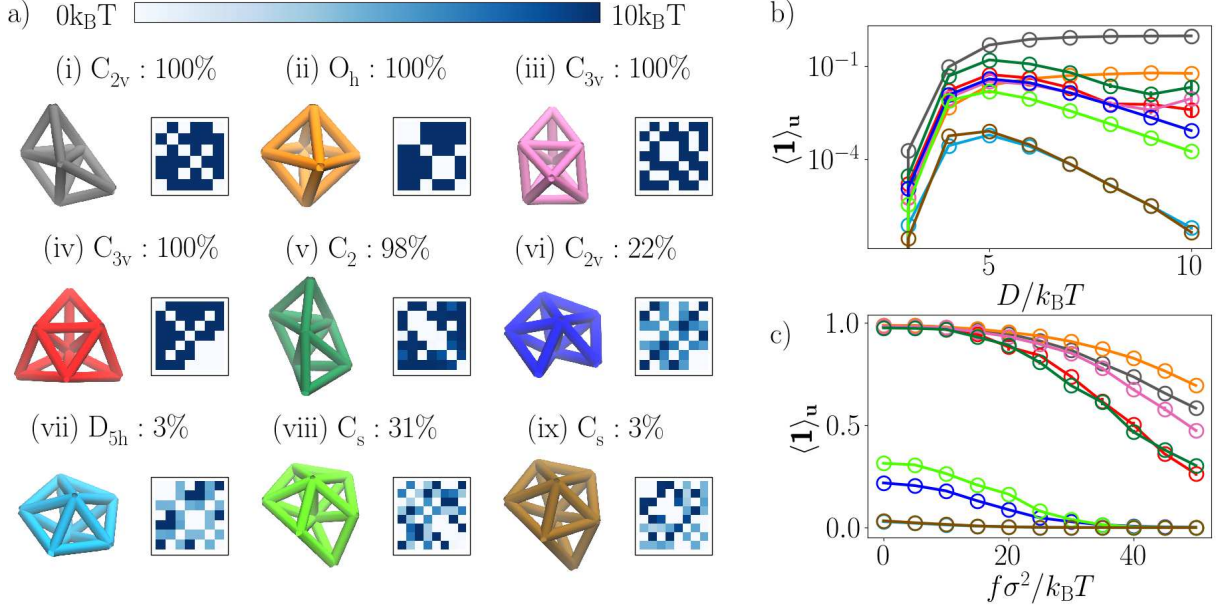 a) 0k_BT 10k_BT
(i) C_2v : 100% (ii) O_h : 100% (iii) C_3v : 100%
(iv) C_3v : 100% (v) C_2 : 98% (vi) C_2v : 22%
(vii) D_5h : 3% (viii) C_s : 31% (ix) C_s : 3%
b)
⟨1⟩_u
10^−1
10^−4
5 10
D/k_BT
c)
⟨1⟩_u
1.0
0.5
0.0
0 20 40
fσ^2/k_BT